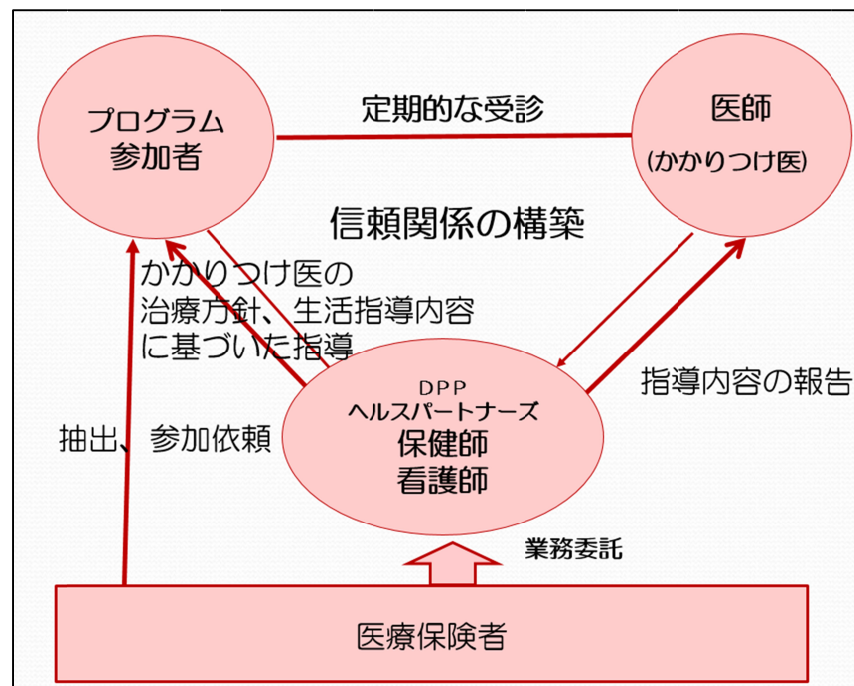 プログラム
参加者
定期的な受診
医師
(かかりつけ医)
信頼関係の構築
かかりつけ医の
治療方針、生活指導内容
に基づいた指導
DPP
ヘルスパートナーズ
保健師
看護師
指導内容の報告
抽出、参加依頼
業務委託
医療保険者